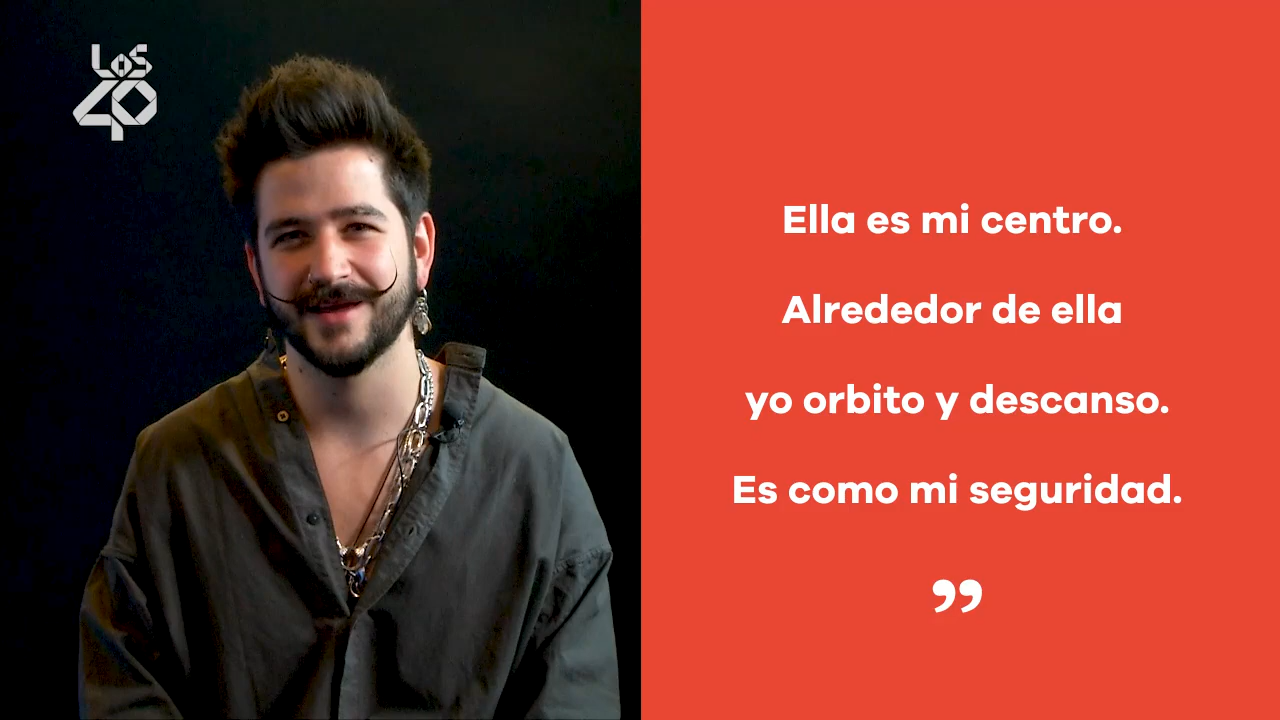 LOS
40
Ella es mi centro.
Alrededor de ella
yo orbito y descanso.
Es como mi seguridad.
”